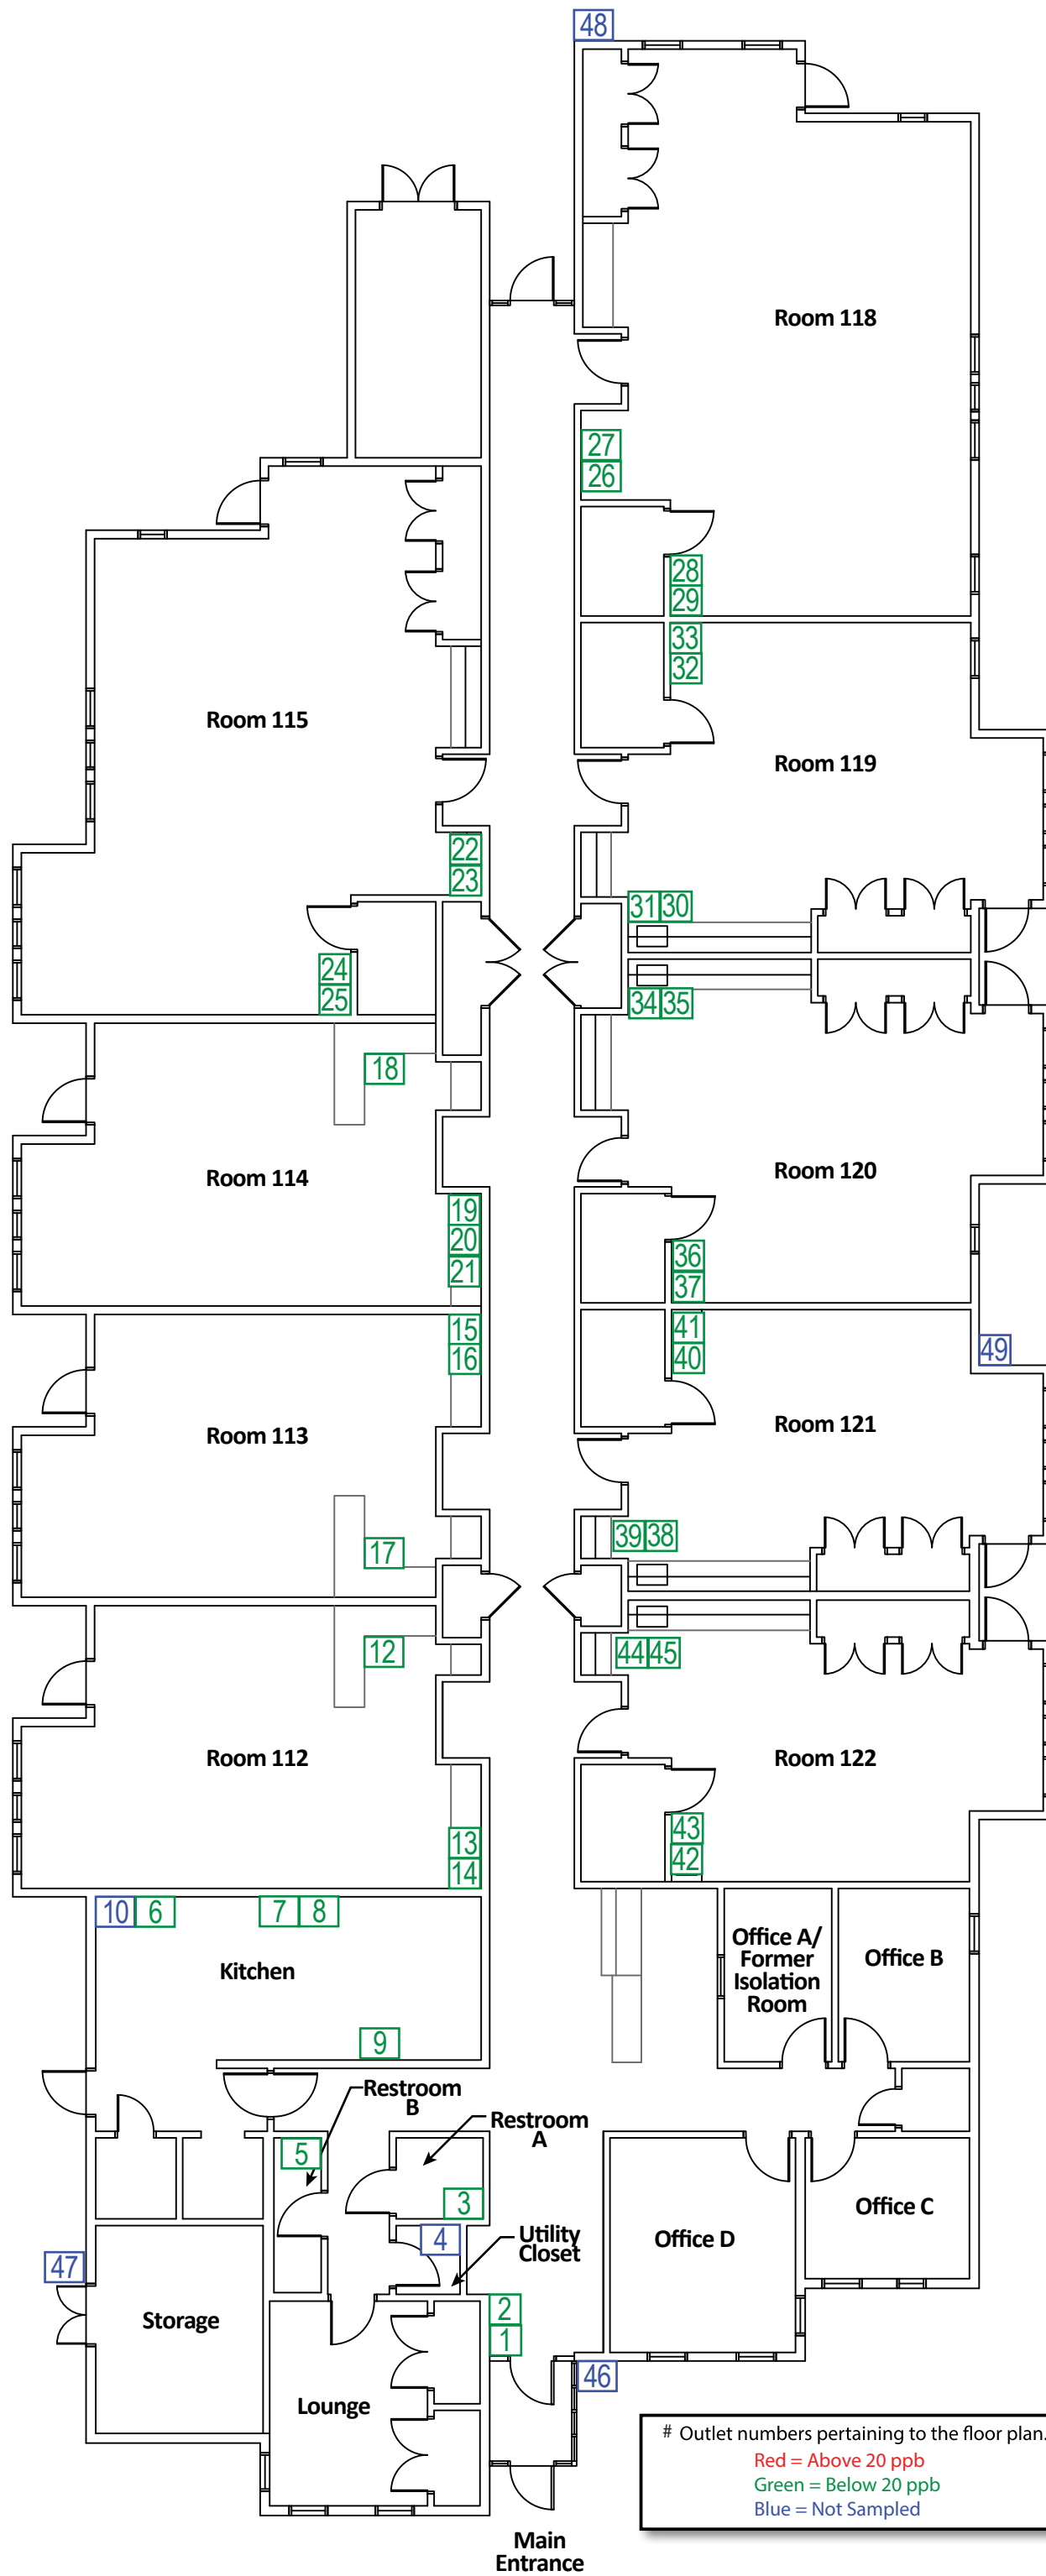 48
Room 118
27
26
28
29
33
32
Room 115
Room 119
22
23
31 30
24
25
34 35
18
Room 114
Room 120
19
20
21
36
37
15
16
41
40
49
Room 113
Room 121
17
39 38
12
44 45
Room 112
Room 122
13
14
43
42
10 6 7 8
Kitchen
Office A/
Former
Isolation
Room
Office B
9
Restroom
B
Restroom
A
5
3
Office C
4
Utility
Closet
Office D
47
Storage
2
1
46
Lounge
# Outlet numbers pertaining to the floor plan.
Red = Above 20 ppb
Green = Below 20 ppb
Blue = Not Sampled
Main
Entrance